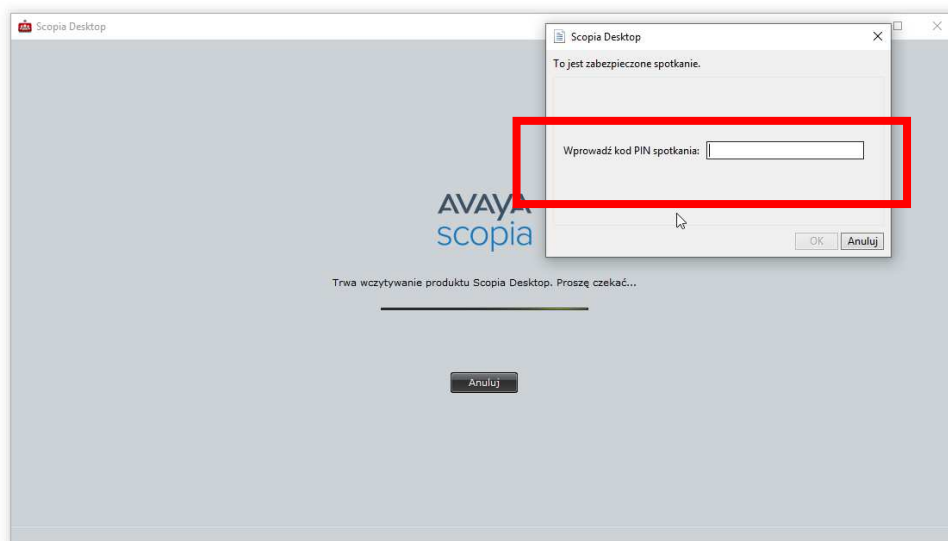 Scopia Desktop
Scopia Desktop
To jest zabezpieczone spotkanie.
Wprowadź kod PIN spotkania:
OK Anuluj
AVAYA
scopia
Trwa wczytywanie produktu Scopia Desktop. Proszę czekać...
Anuluj